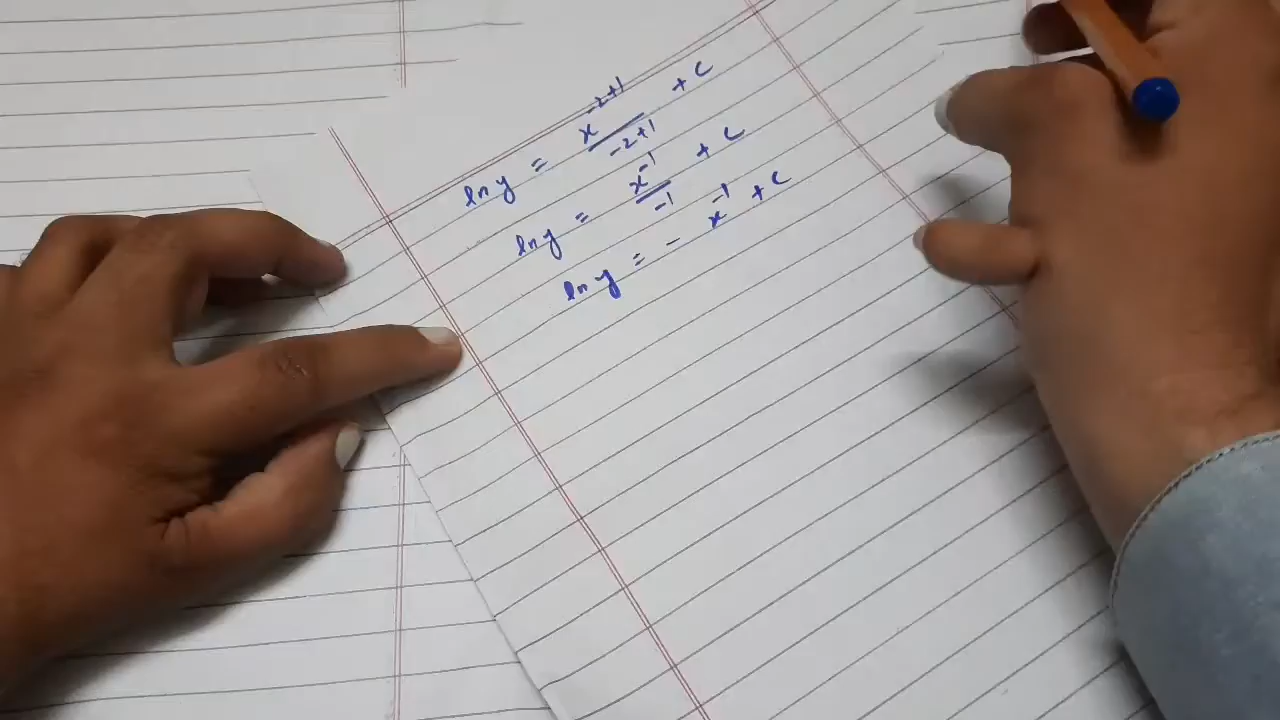 ln y = x^{-2+1}/-2+1 + c
ln y = x^{-1}/-1 + c
ln y = - x^{-1} + c